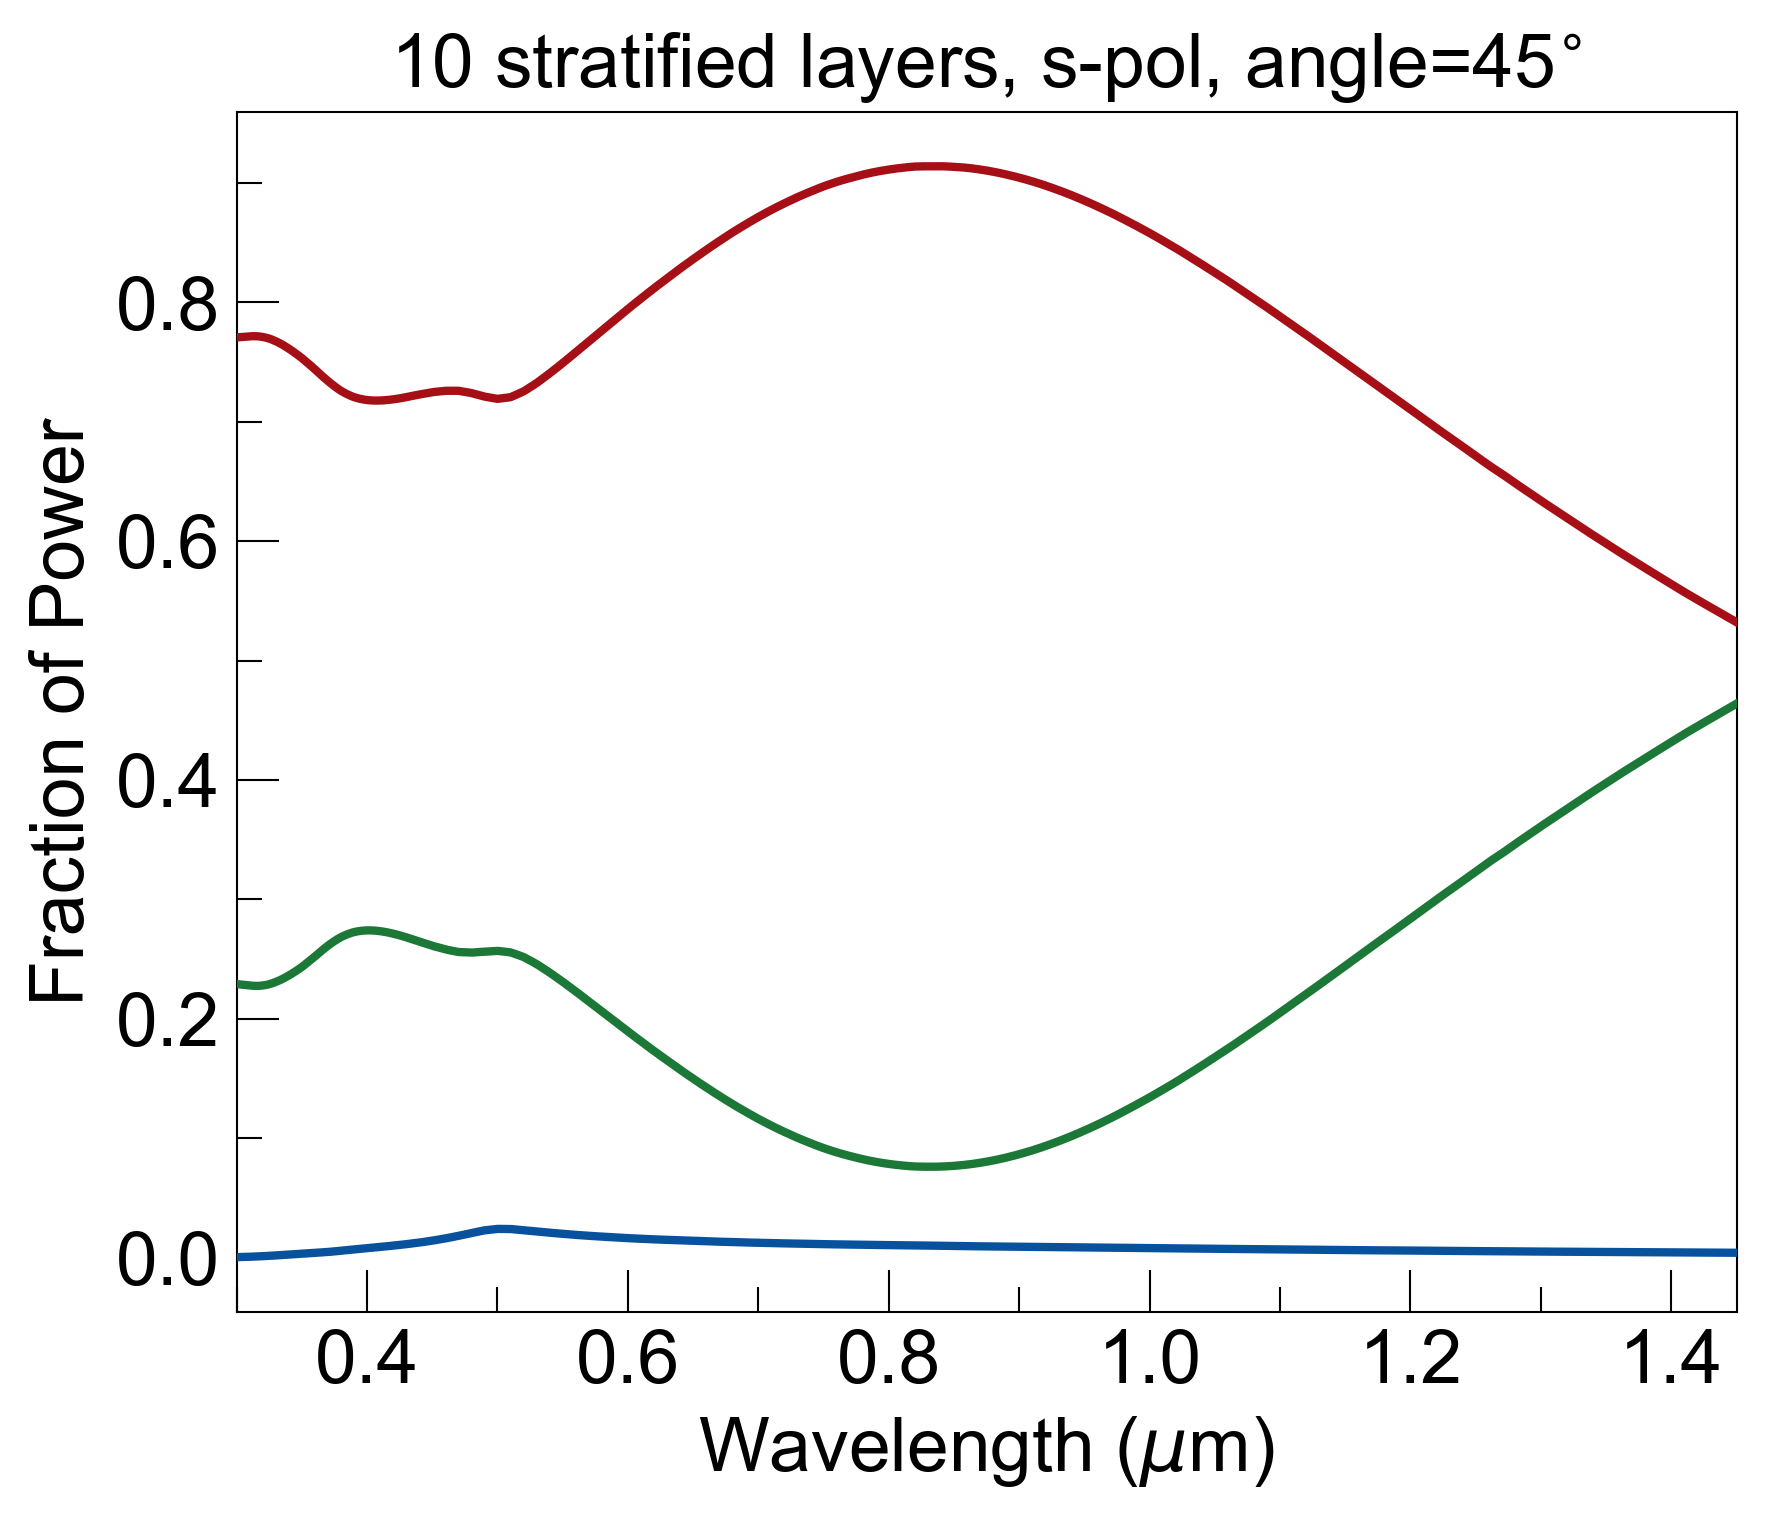 10 stratified layers, s-pol, angle=45°
Fraction of Power
0.8
0.6
0.4
0.2
0.0
0.4 0.6 0.8 1.0 1.2 1.4
Wavelength (μm)